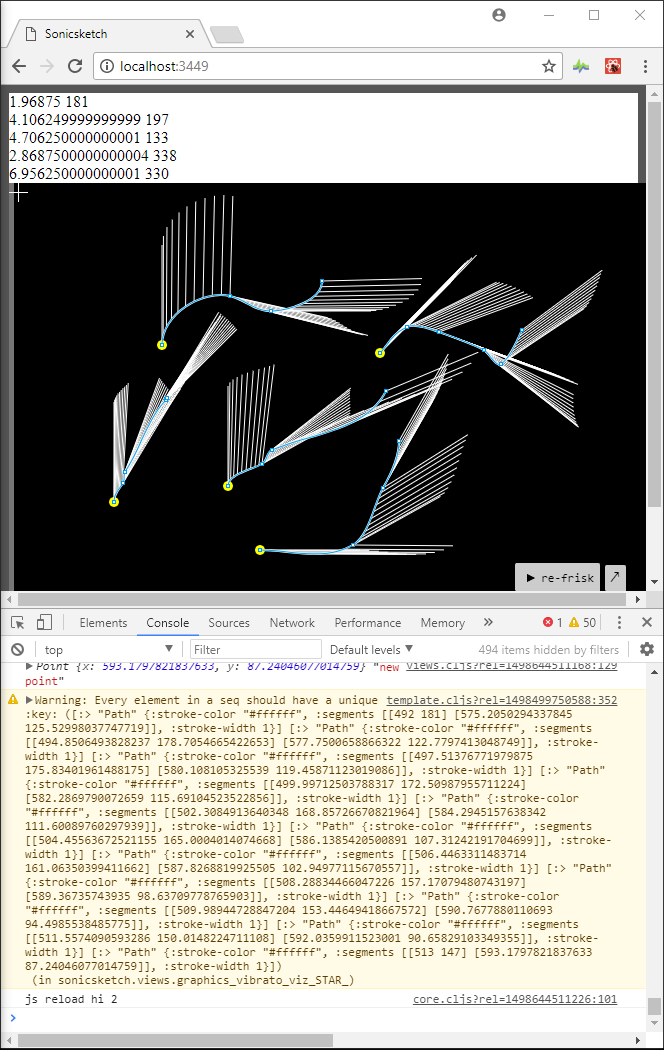 Sonicsketch
localhost:3449
1.96875 181
4.106249999999999 197
4.706250000000001 133
2.8687500000000004 338
6.956250000000001 330
▶ re-frisk ↗
Elements Console Sources Network Performance Memory » 1 50
top Filter Default levels 494 items hidden by filters
▶Point {x: 593.1797821837633, y: 87.24046077014759} "new views.cljs?rel=1498644511168:129
point"
▶Warning: Every element in a seq should have a unique template.cljs?rel=1498499750588:352
:key: ([:> "Path" {:stroke-color "#ffffff", :segments [[492 181] [575.2050294337845
125.52998037747719]], :stroke-width 1}] [:> "Path" {:stroke-color "#ffffff", :segments
[[494.8506493828237 178.7054665422653] [577.7500658866322 122.7797413048749]], :stroke-
width 1}] [:> "Path" {:stroke-color "#ffffff", :segments [[497.51376771979875
175.83401961488175] [580.108105325539 119.45871123019086]], :stroke-width 1}] [:> "Path"
{:stroke-color "#ffffff", :segments [[499.99712503788317 172.50987955711224]
[582.2869790072659 115.69104523522856]], :stroke-width 1}] [:> "Path" {:stroke-color
"#ffffff", :segments [[502.3084913640348 168.85726670821964] [584.2945157638342
111.60089760297939]], :stroke-width 1}] [:> "Path" {:stroke-color "#ffffff", :segments
[[504.45563672521155 165.0004014074668] [586.1385420500891 107.31242191704699]], :stroke-
width 1}] [:> "Path" {:stroke-color "#ffffff", :segments [[506.4463311483714
161.06350399411662] [587.8268819925505 102.94977115670557]], :stroke-width 1}] [:> "Path"
{:stroke-color "#ffffff", :segments [[508.28834466047226 157.17079480743197]
[589.36735743935 98.63709778765903]], :stroke-width 1}] [:> "Path" {:stroke-color
"#ffffff", :segments [[509.98944728847204 153.44649418667572] [590.7677880110693
94.4985538485775]], :stroke-width 1}] [:> "Path" {:stroke-color "#ffffff", :segments
[[511.5574090593286 150.0148224711108] [592.0359911523001 90.65829103349355]], :stroke-
width 1}] [:> "Path" {:stroke-color "#ffffff", :segments [[513 147] [593.1797821837633
87.24046077014759]], :stroke-width 1}])
(in sonicsketch.views.graphics_vibrato_viz_STAR_)
js reload hi 2 core.cljs?rel=1498644511226:101